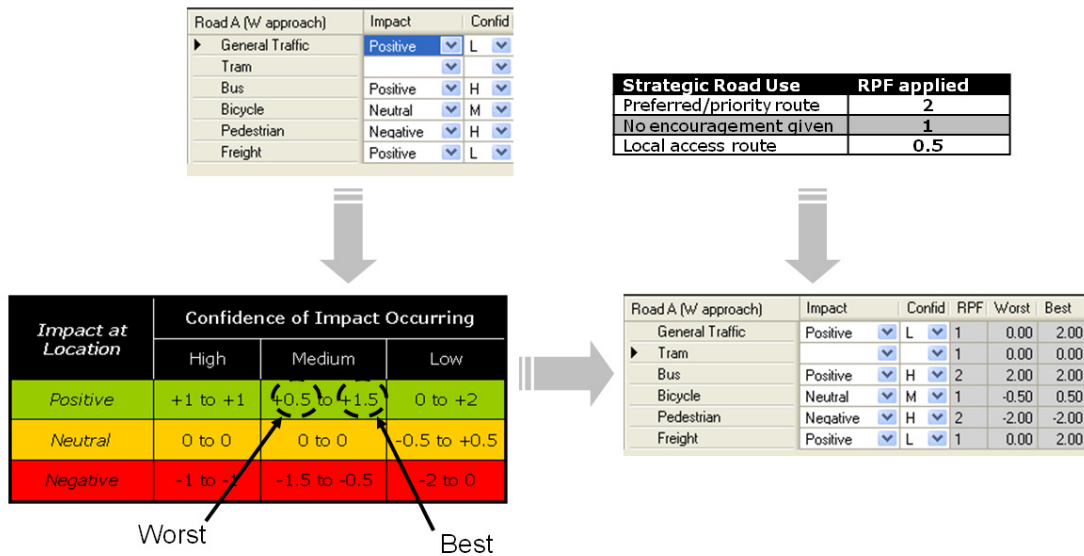 Road A (W approach) Impact Confid
General Traffic Positive L
Tram
Bus Positive H
Bicycle Neutral M
Pedestrian Negative H
Freight Positive L
Strategic Road Use RPF applied
Preferred/priority route 2
No encouragement given 1
Local access route 0.5
Impact at Location Confidence of Impact Occurring
High Medium Low
Positive +1 to +1 +0.5 to +1.5 0 to +2
Neutral 0 to 0 0 to 0 -0.5 to +0.5
Negative -1 to -1 -1.5 to -0.5 -2 to 0
Worst
Best
Road A (W approach) Impact Confid RPF Worst Best
General Traffic Positive L 1 0.00 2.00
Tram 1 0.00 0.00
Bus Positive H 2 2.00 2.00
Bicycle Neutral M 1 -0.50 0.50
Pedestrian Negative H 2 -2.00 -2.00
Freight Positive L 1 0.00 2.00